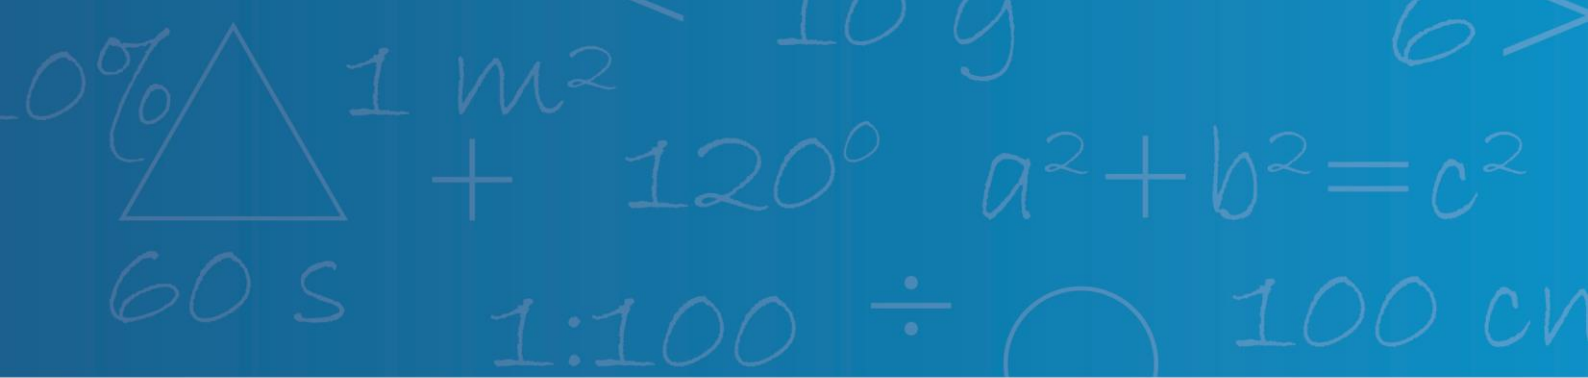 10 g 6 >
0% 1 m²
+ 120° a² + b² = c²
60 s
1:100 ÷ 100 cm